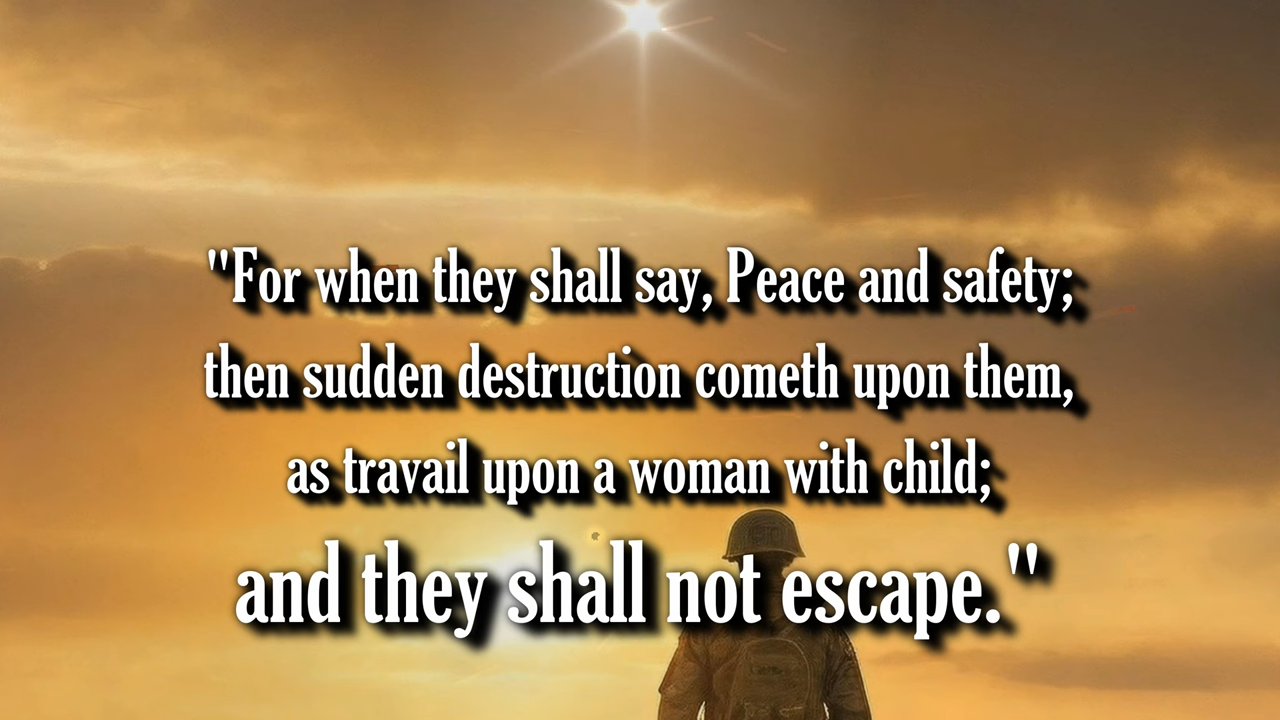 "For when they shall say, Peace and safety;
then sudden destruction cometh upon them,
as travail upon a woman with child;
and they shall not escape."